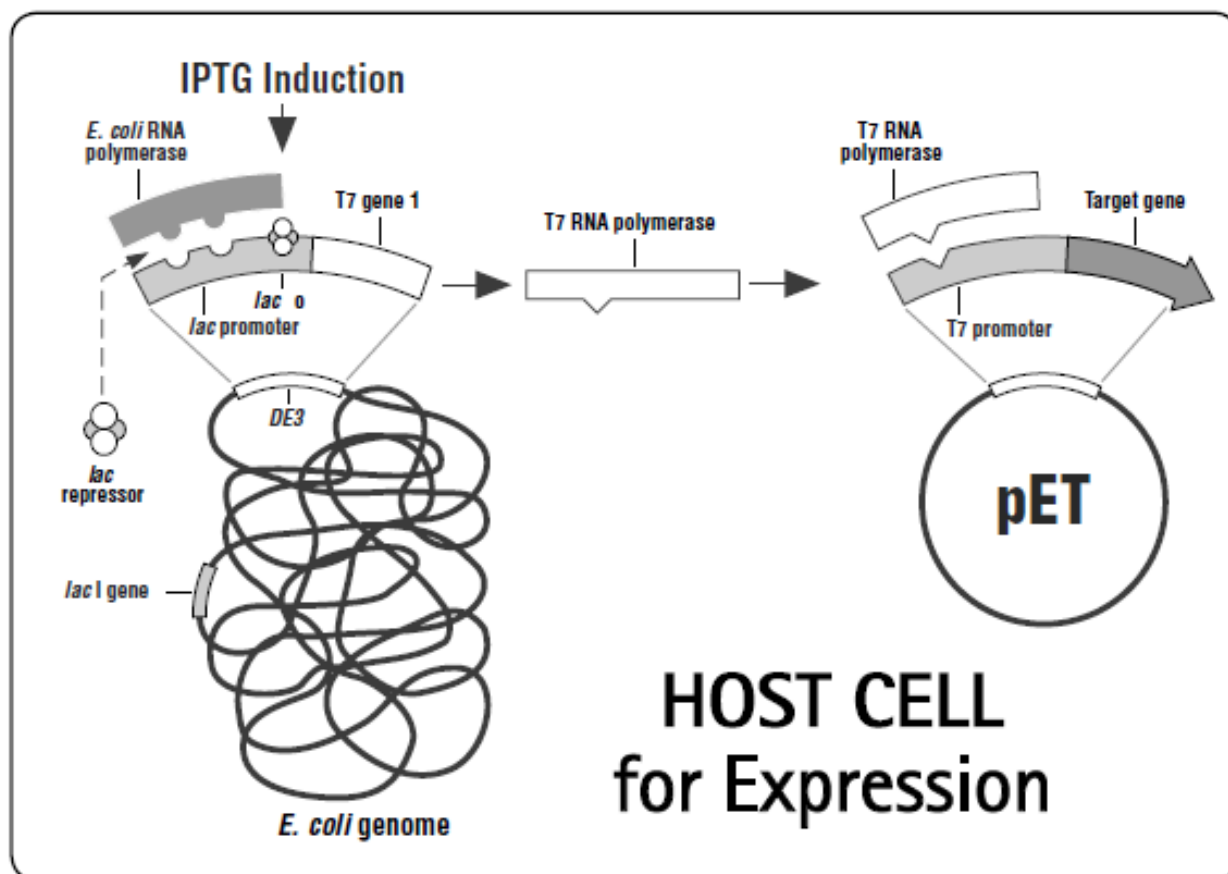 IPTG Induction
E. coli RNA
polymerase
T7 gene 1
lac o
lac promoter
DE3
lac
repressor
lac I gene
E. coli genome
T7 RNA polymerase
T7 RNA
polymerase
Target gene
T7 promoter
pET
HOST CELL
for Expression